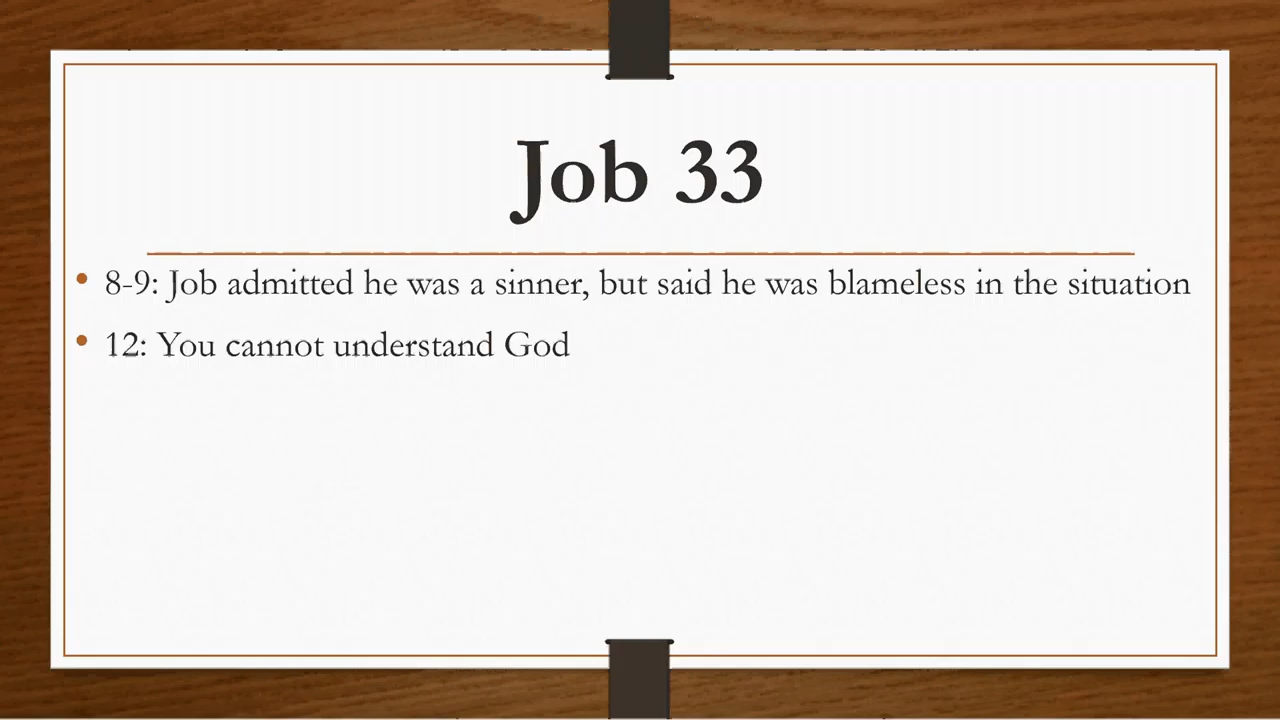 Job 33
• 8-9: Job admitted he was a sinner, but said he was blameless in the situation
• 12: You cannot understand God